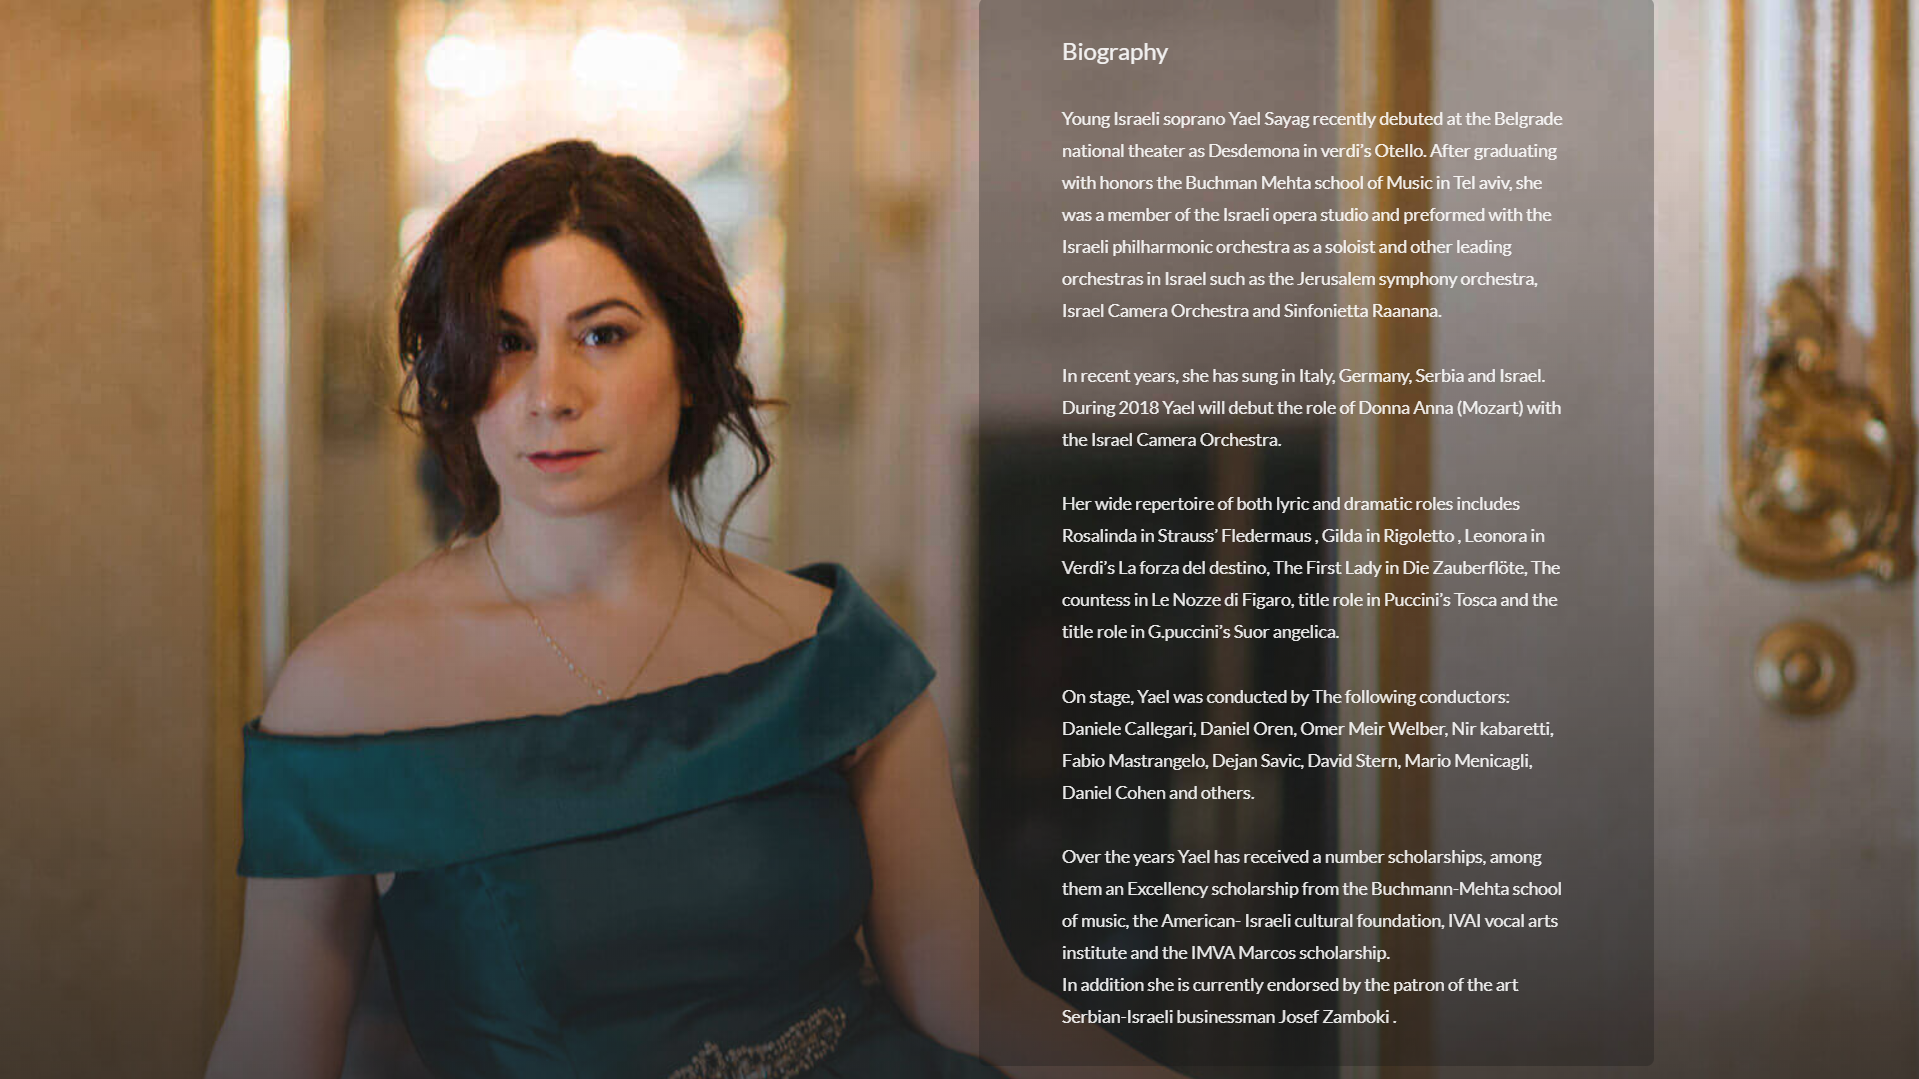 Biography
Young Israeli soprano Yael Sayag recently debuted at the Belgrade
national theater as Desdemona in verdi’s Otello. After graduating
with honors the Buchman Mehta school of Music in Tel aviv, she
was a member of the Israeli opera studio and preformed with the
Israeli philharmonic orchestra as a soloist and other leading
orchestras in Israel such as the Jerusalem symphony orchestra,
Israel Camera Orchestra and Sinfonietta Raanana.
In recent years, she has sung in Italy, Germany, Serbia and Israel.
During 2018 Yael will debut the role of Donna Anna (Mozart) with
the Israel Camera Orchestra.
Her wide repertoire of both lyric and dramatic roles includes
Rosalinda in Strauss’ Fledermaus , Gilda in Rigoletto , Leonora in
Verdi’s La forza del destino, The First Lady in Die Zauberflöte, The
countess in Le Nozze di Figaro, title role in Puccini’s Tosca and the
title role in G.puccini’s Suor angelica.
On stage, Yael was conducted by The following conductors:
Daniele Callegari, Daniel Oren, Omer Meir Welber, Nir kabaretti,
Fabio Mastrangelo, Dejan Savic, David Stern, Mario Menicagli,
Daniel Cohen and others.
Over the years Yael has received a number scholarships, among
them an Excellency scholarship from the Buchmann-Mehta school
of music, the American- Israeli cultural foundation, IVAI vocal arts
institute and the IMVA Marcos scholarship.
In addition she is currently endorsed by the patron of the art
Serbian-Israeli businessman Josef Zamboki .